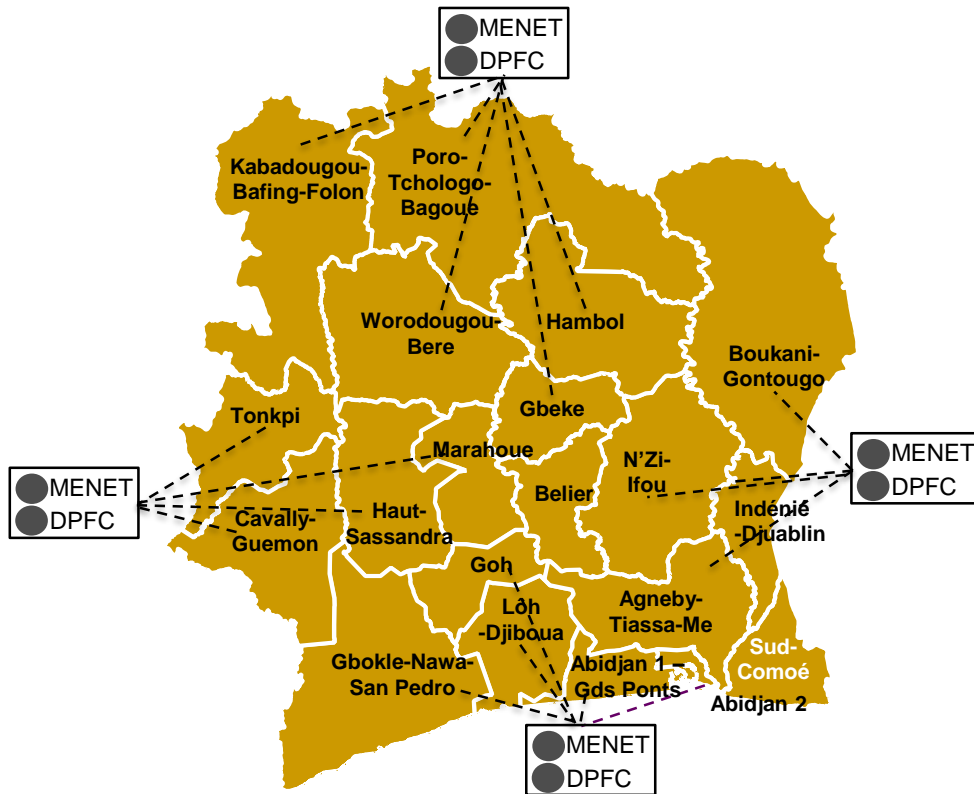 MENET
DPFC
Kabadougou-
Bafing-Folon
Poro-
Tchologo-
Bagoue
Worodougou-
Bere
Hambol
Boukani-
Gontougo
Tonkpi
Gbeke
Marahoue
N'Zi-
Ifou
MENET
DPFC
MENET
DPFC
Belier
Indénié
-Djuablin
Cavally-
Guemon
Haut-
Sassandra
Goh
Lôh
-Djiboua
Agneby-
Tiassa-Me
Gbokle-Nawa-
San Pedro
Abidjan 1
Gds Ponts
Sud-
Comoé
Abidjan 2
MENET
DPFC